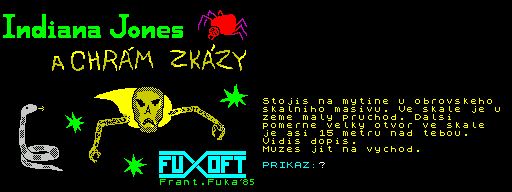 Indiana Jones
A CHRÁM ZKÁZY
FUXOFT
Frant.Fuka'85
Stojis na mytine u obrovskeho
skalniho masivu. Ve skale je u
zeme maly pruchod. Dalsi
pomerne velky otvor ve skale
je asi 15 metru nad tebou.
Vidis dopis.
Muzes jit na vychod.
PRIKAZ:?